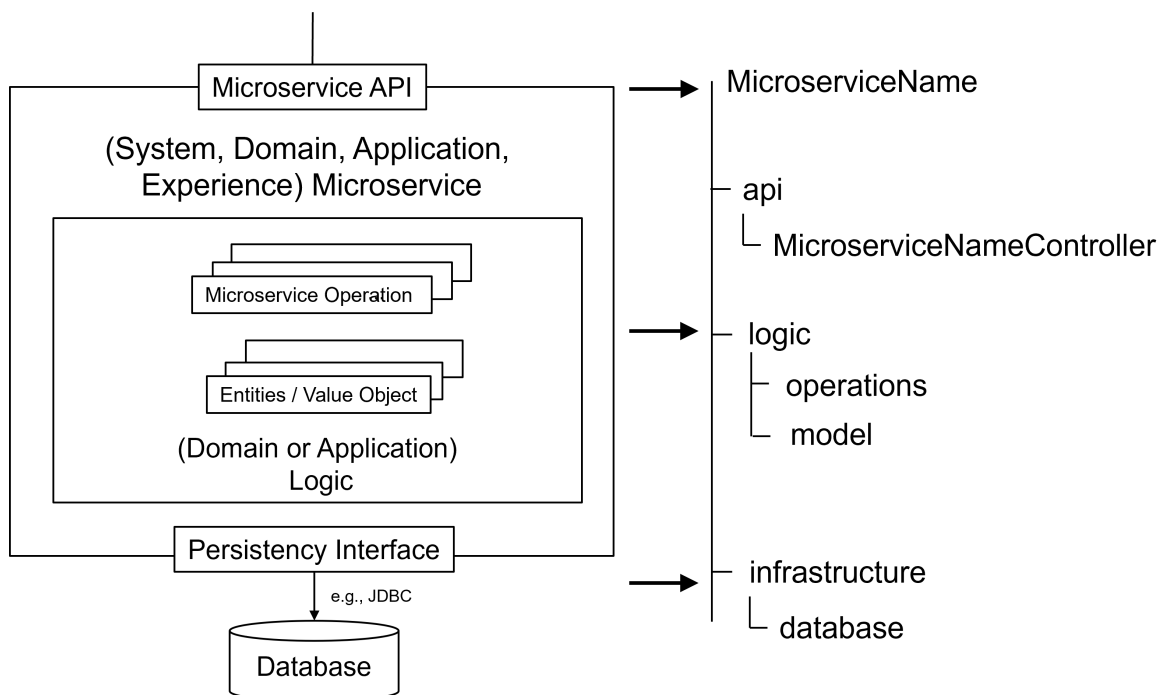 Microservice API
(System, Domain, Application,
Experience) Microservice
Microservice Operation
Entities / Value Object
(Domain or Application)
Logic
Persistency Interface
e.g., JDBC
Database
MicroserviceName
api
MicroserviceNameController
logic
operations
model
infrastructure
database